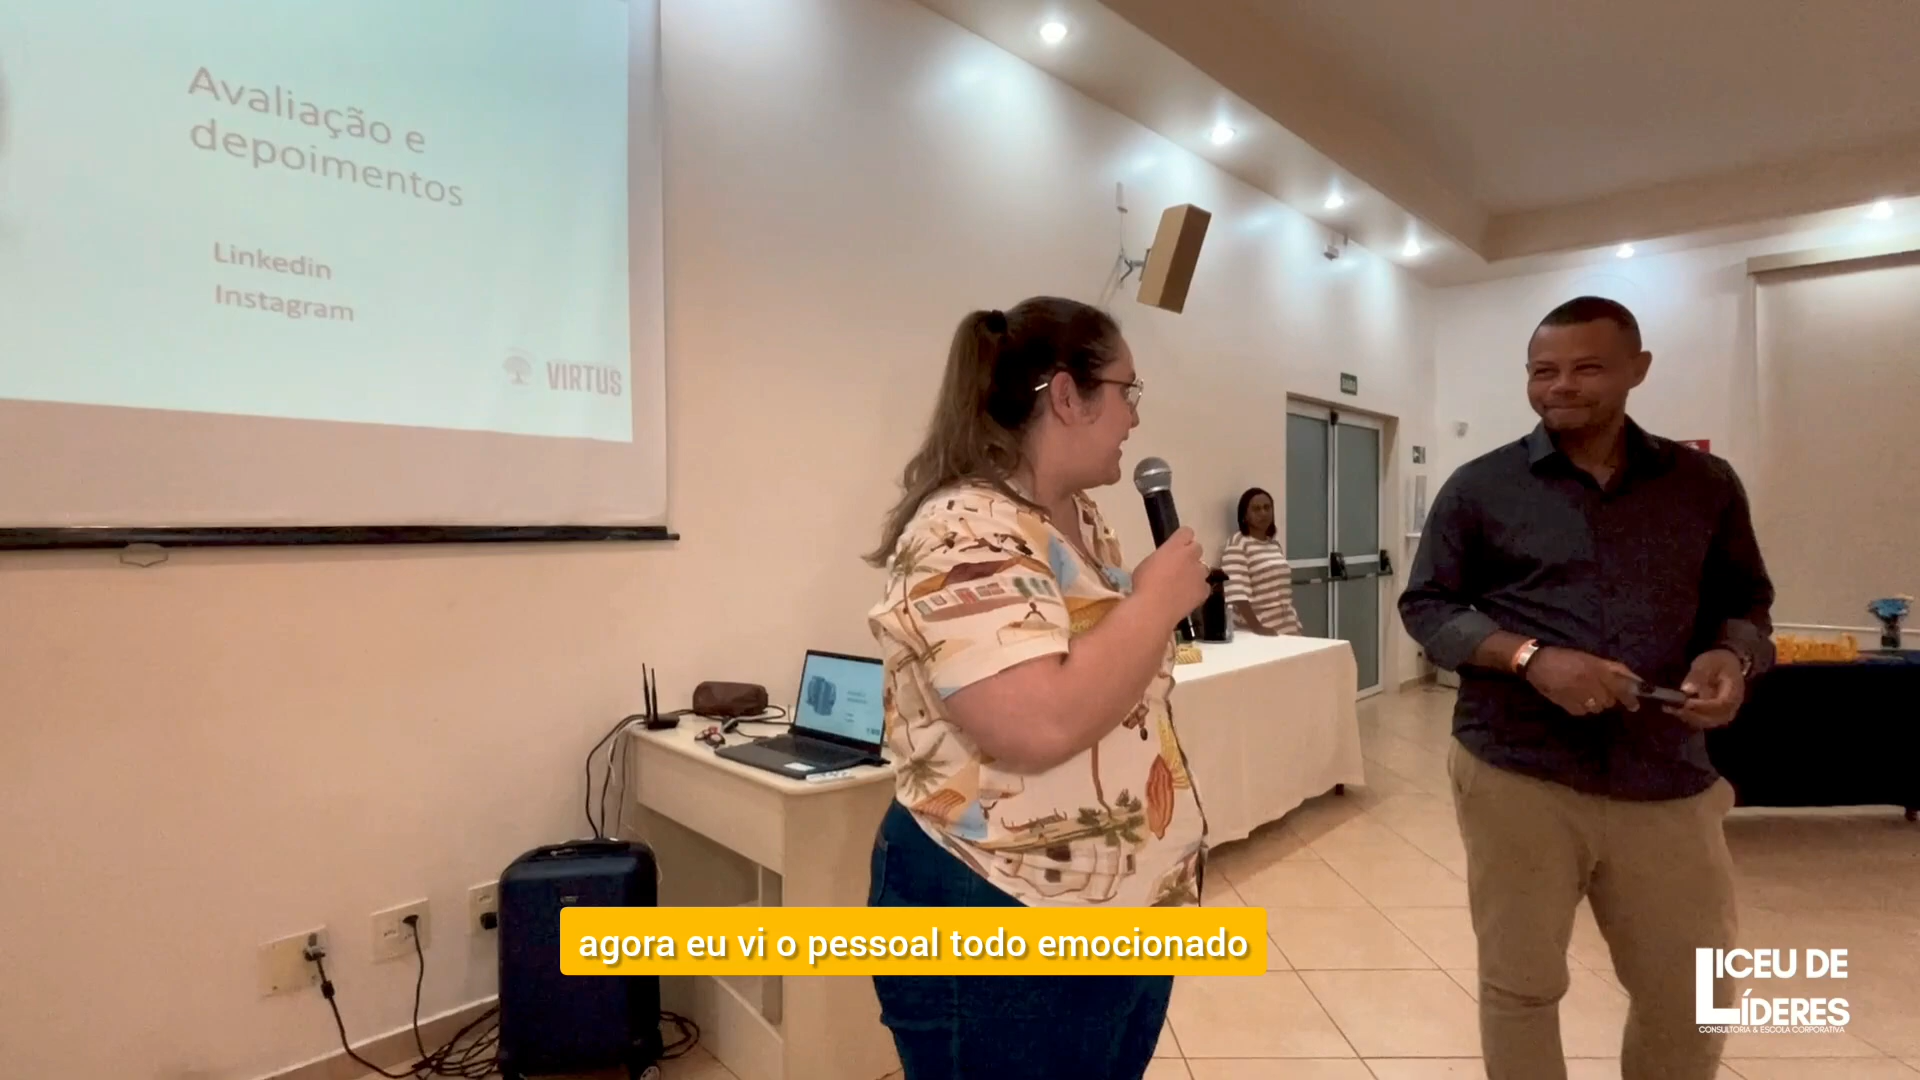 Avaliação e
depoimentos
Linkedin
Instagram
VIRTUS
agora eu vi o pessoal todo emocionado
LICEU DE
LÍDERES
CONSULTORIA & ESCOLA CORPORATIVA